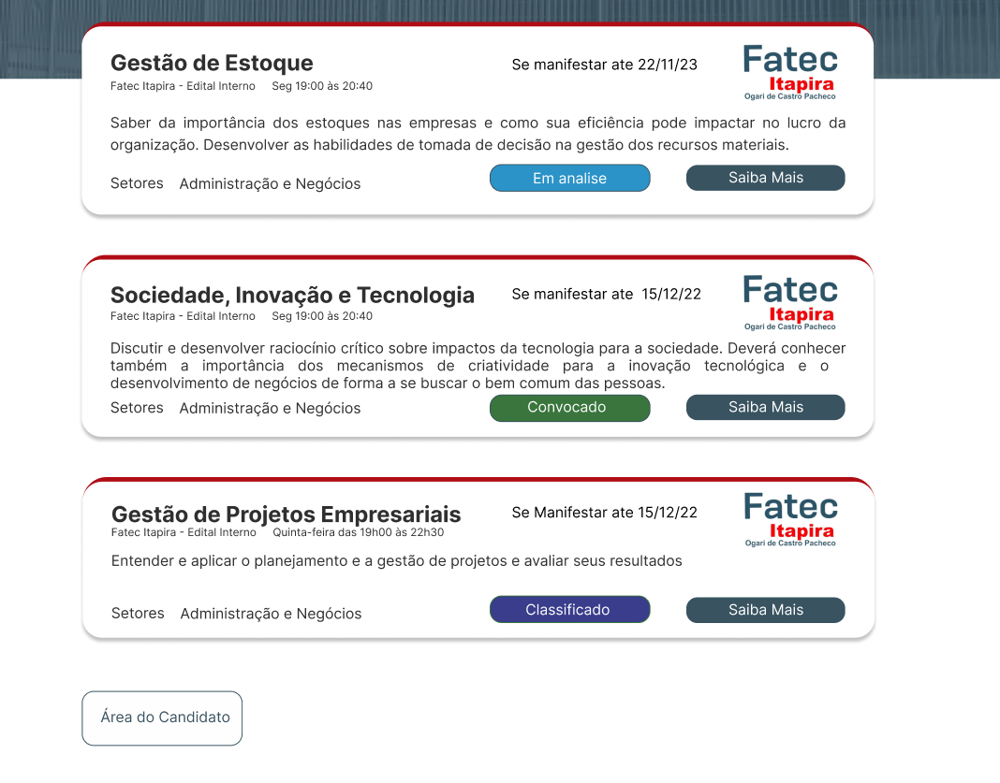 Gestão de Estoque
Se manifestar ate 22/11/23
Fatec
Itapira
Ogari de Castro Pacheco
Fatec Itapira - Edital Interno Seg 19:00 às 20:40
Saber da importância dos estoques nas empresas e como sua eficiência pode impactar no lucro da
organização. Desenvolver as habilidades de tomada de decisão na gestão dos recursos materiais.
Setores Administração e Negócios
Em analise
Saiba Mais
Sociedade, Inovação e Tecnologia
Se manifestar ate 15/12/22
Fatec
Itapira
Ogari de Castro Pacheco
Fatec Itapira - Edital Interno Seg 19:00 às 20:40
Discutir e desenvolver raciocínio crítico sobre impactos da tecnologia para a sociedade. Deverá conhecer
também a importância dos mecanismos de criatividade para a inovação tecnológica e o
desenvolvimento de negócios de forma a se buscar o bem comum das pessoas.
Setores Administração e Negócios
Convocado
Saiba Mais
Gestão de Projetos Empresariais
Se Manifestar ate 15/12/22
Fatec
Itapira
Ogari de Castro Pacheco
Fatec Itapira - Edital Interno Quinta-feira das 19h00 às 22h30
Entender e aplicar o planejamento e a gestão de projetos e avaliar seus resultados
Setores Administração e Negócios
Classificado
Saiba Mais
Área do Candidato